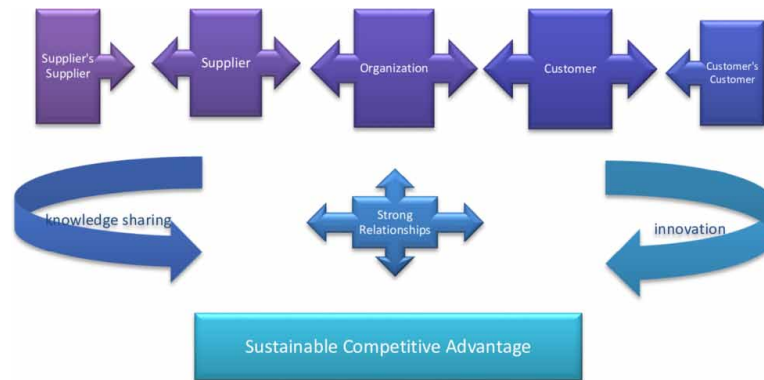 Supplier's
Supplier
Supplier
Organization
Customer
Customer's
Customer
knowledge sharing
Strong
Relationships
innovation
Sustainable Competitive Advantage